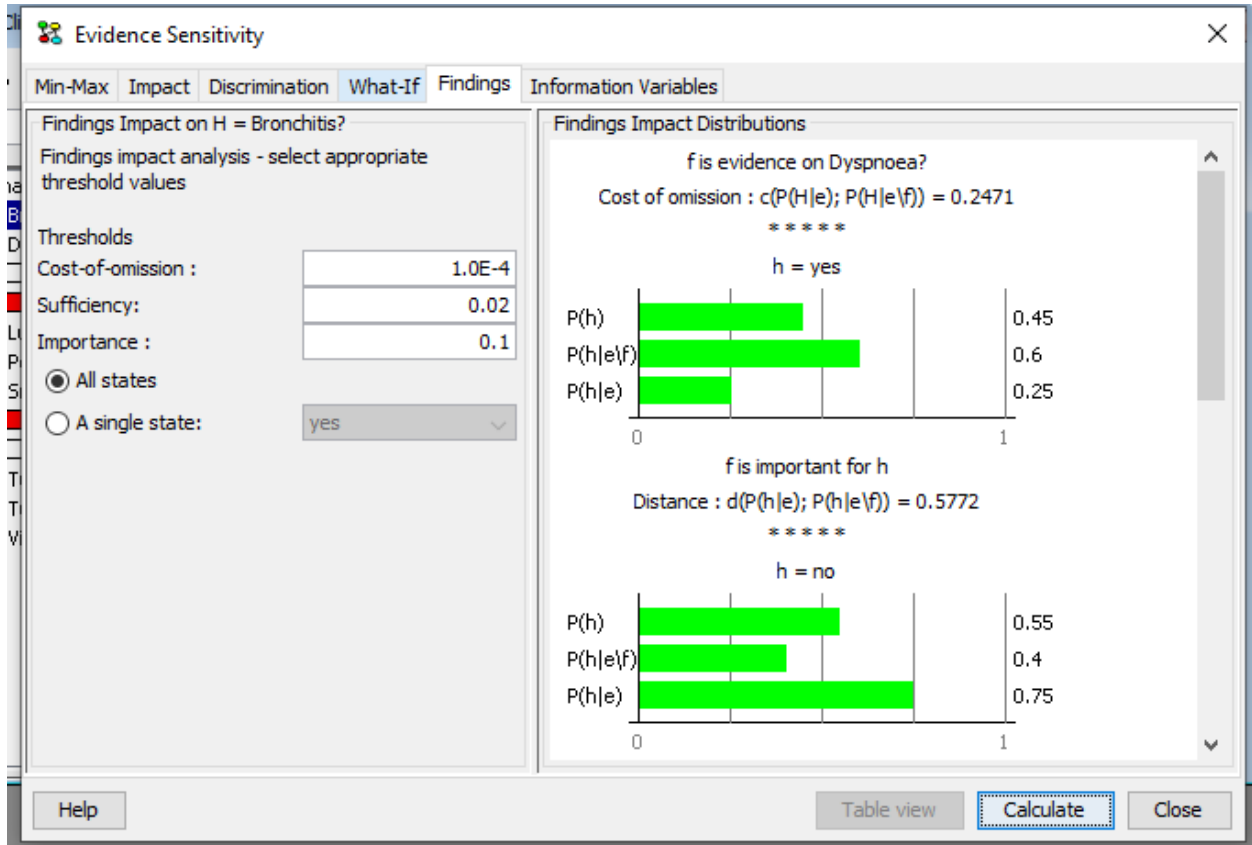 Evidence Sensitivity
Min-Max Impact Discrimination What-If Findings Information Variables
Findings Impact on H = Bronchitis?
Findings impact analysis - select appropriate
threshold values
Thresholds
Cost-of-omission : 1.0E-4
Sufficiency: 0.02
Importance : 0.1
All states
A single state: yes
Findings Impact Distributions
f is evidence on Dyspnoea?
Cost of omission : c(P(H|e); P(H|e\f)) = 0.2471
* * * * *
h = yes
P(h) 0.45
P(h|e\f) 0.6
P(h|e) 0.25
0 1
f is important for h
Distance : d(P(h|e); P(h|e\f)) = 0.5772
* * * * *
h = no
P(h) 0.55
P(h|e\f) 0.4
P(h|e) 0.75
0 1
Help Table view Calculate Close